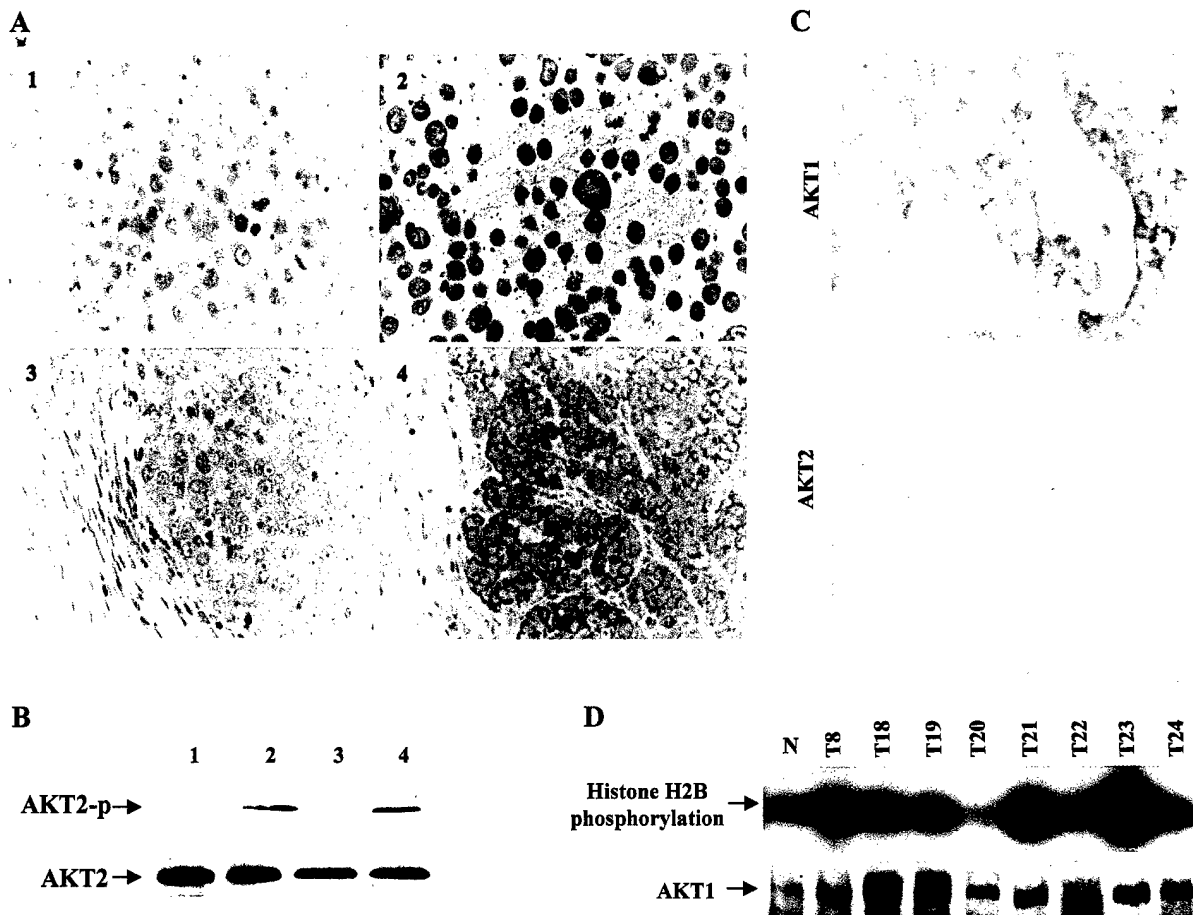 A
C
1
2
AKT1
3
4
AKT2
B
1 2 3 4
AKT2-p
AKT2
D
N T8 T18 T19 T20 T21 T22 T23 T24
Histone H2B
phosphorylation
AKT1